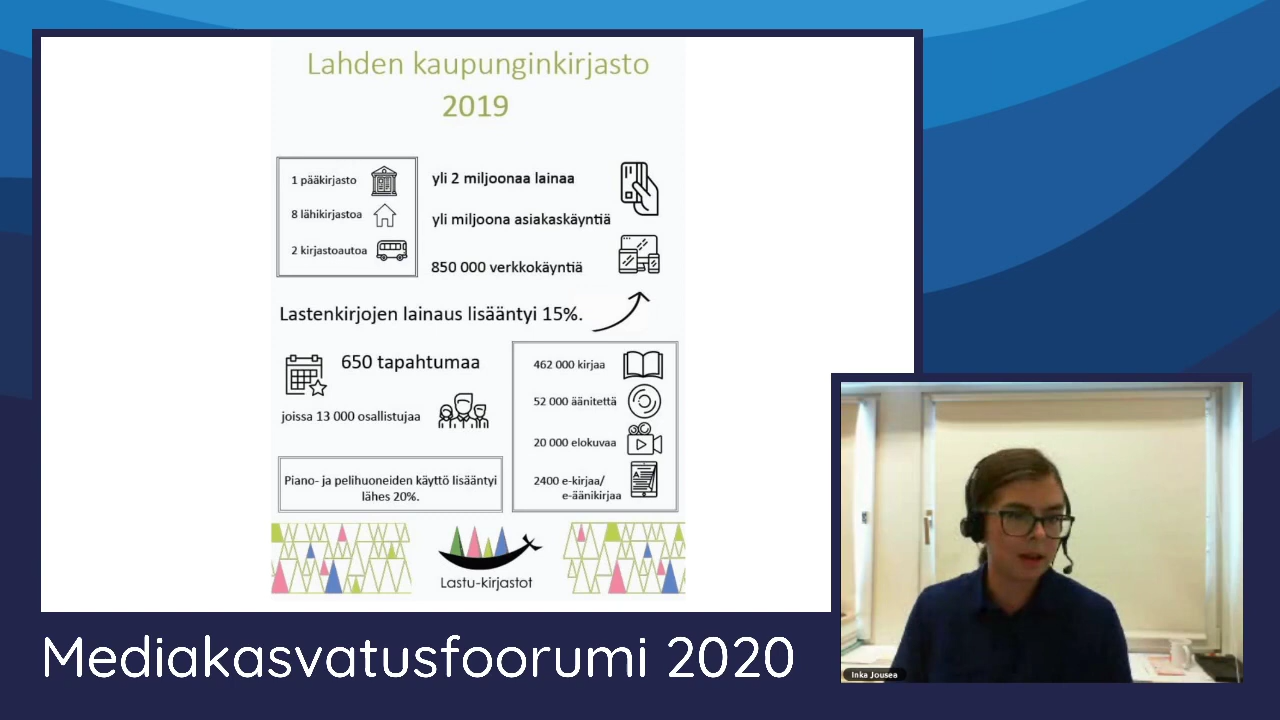 Lahden kaupunginkirjasto
2019
1 pääkirjasto
8 lähikirjastoa
2 kirjastoautoa
yli 2 miljoonaa lainaa
yli miljoona asiakaskäyntiä
850 000 verkkokäyntiä
Lastenkirjojen lainaus lisääntyi 15%.
650 tapahtumaa
joissa 13 000 osallistujaa
462 000 kirjaa
52 000 äänitettä
20 000 elokuvaa
2400 e-kirjaa/
e-äänikirjaa
Piano- ja pelihuoneiden käyttö lisääntyi
lähes 20%.
Lastu-kirjastot
Mediakasvatusfoorumi 2020
Inka Jousea